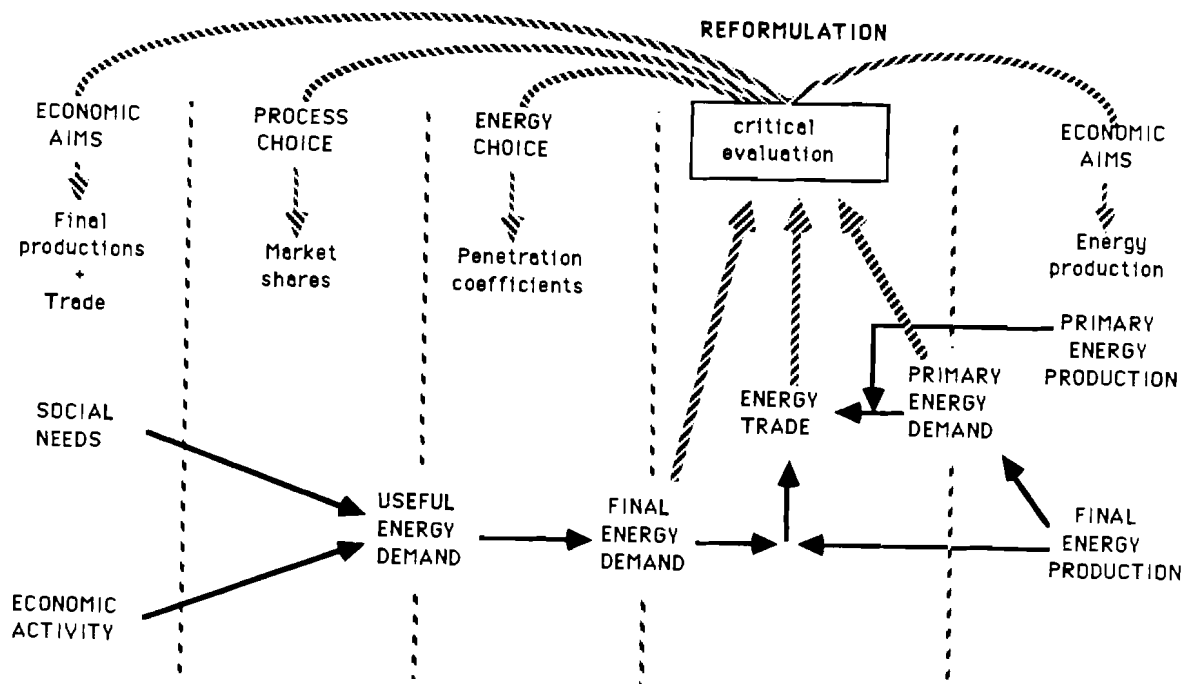 REFORMULATION
ECONOMIC
AIMS
Final
productions
+
Trade
PROCESS
CHOICE
Market
shares
ENERGY
CHOICE
Penetration
coefficients
critical
evaluation
ECONOMIC
AIMS
Energy
production
PRIMARY
ENERGY
PRODUCTION
SOCIAL
NEEDS
ENERGY
TRADE
PRIMARY
ENERGY
DEMAND
USEFUL
ENERGY
DEMAND
FINAL
ENERGY
DEMAND
FINAL
ENERGY
PRODUCTION
ECONOMIC
ACTIVITY